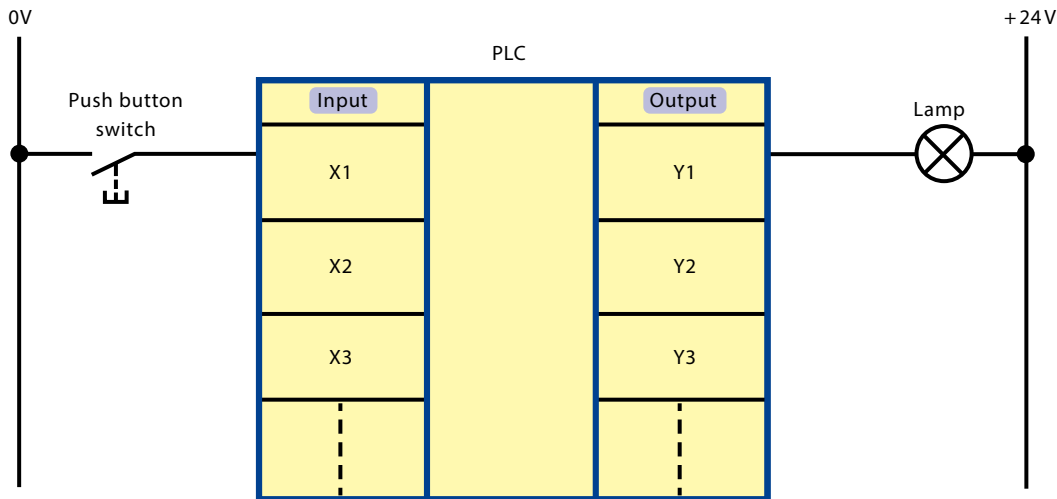 0V
+24V
PLC
Push button
switch
Input
Output
Lamp
X1
Y1
X2
Y2
X3
Y3